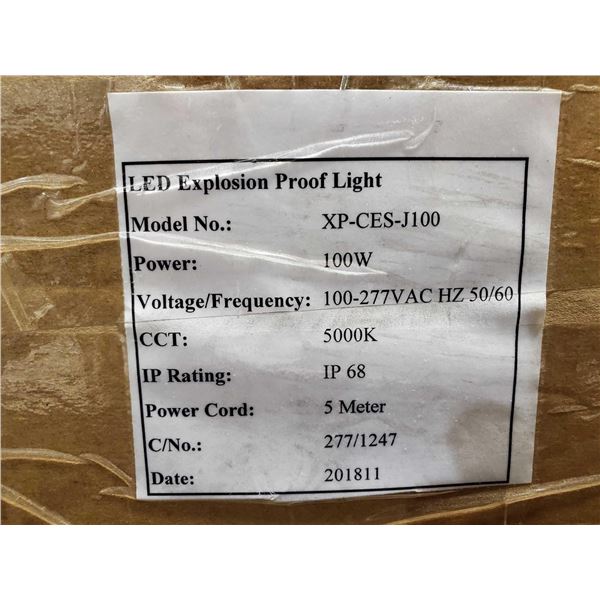 LED Explosion Proof Light
Model No.: XP-CES-J100
Power: 100W
Voltage/Frequency: 100-277VAC HZ 50/60
CCT: 5000K
IP Rating: IP 68
Power Cord: 5 Meter
C/No.: 277/1247
Date: 201811